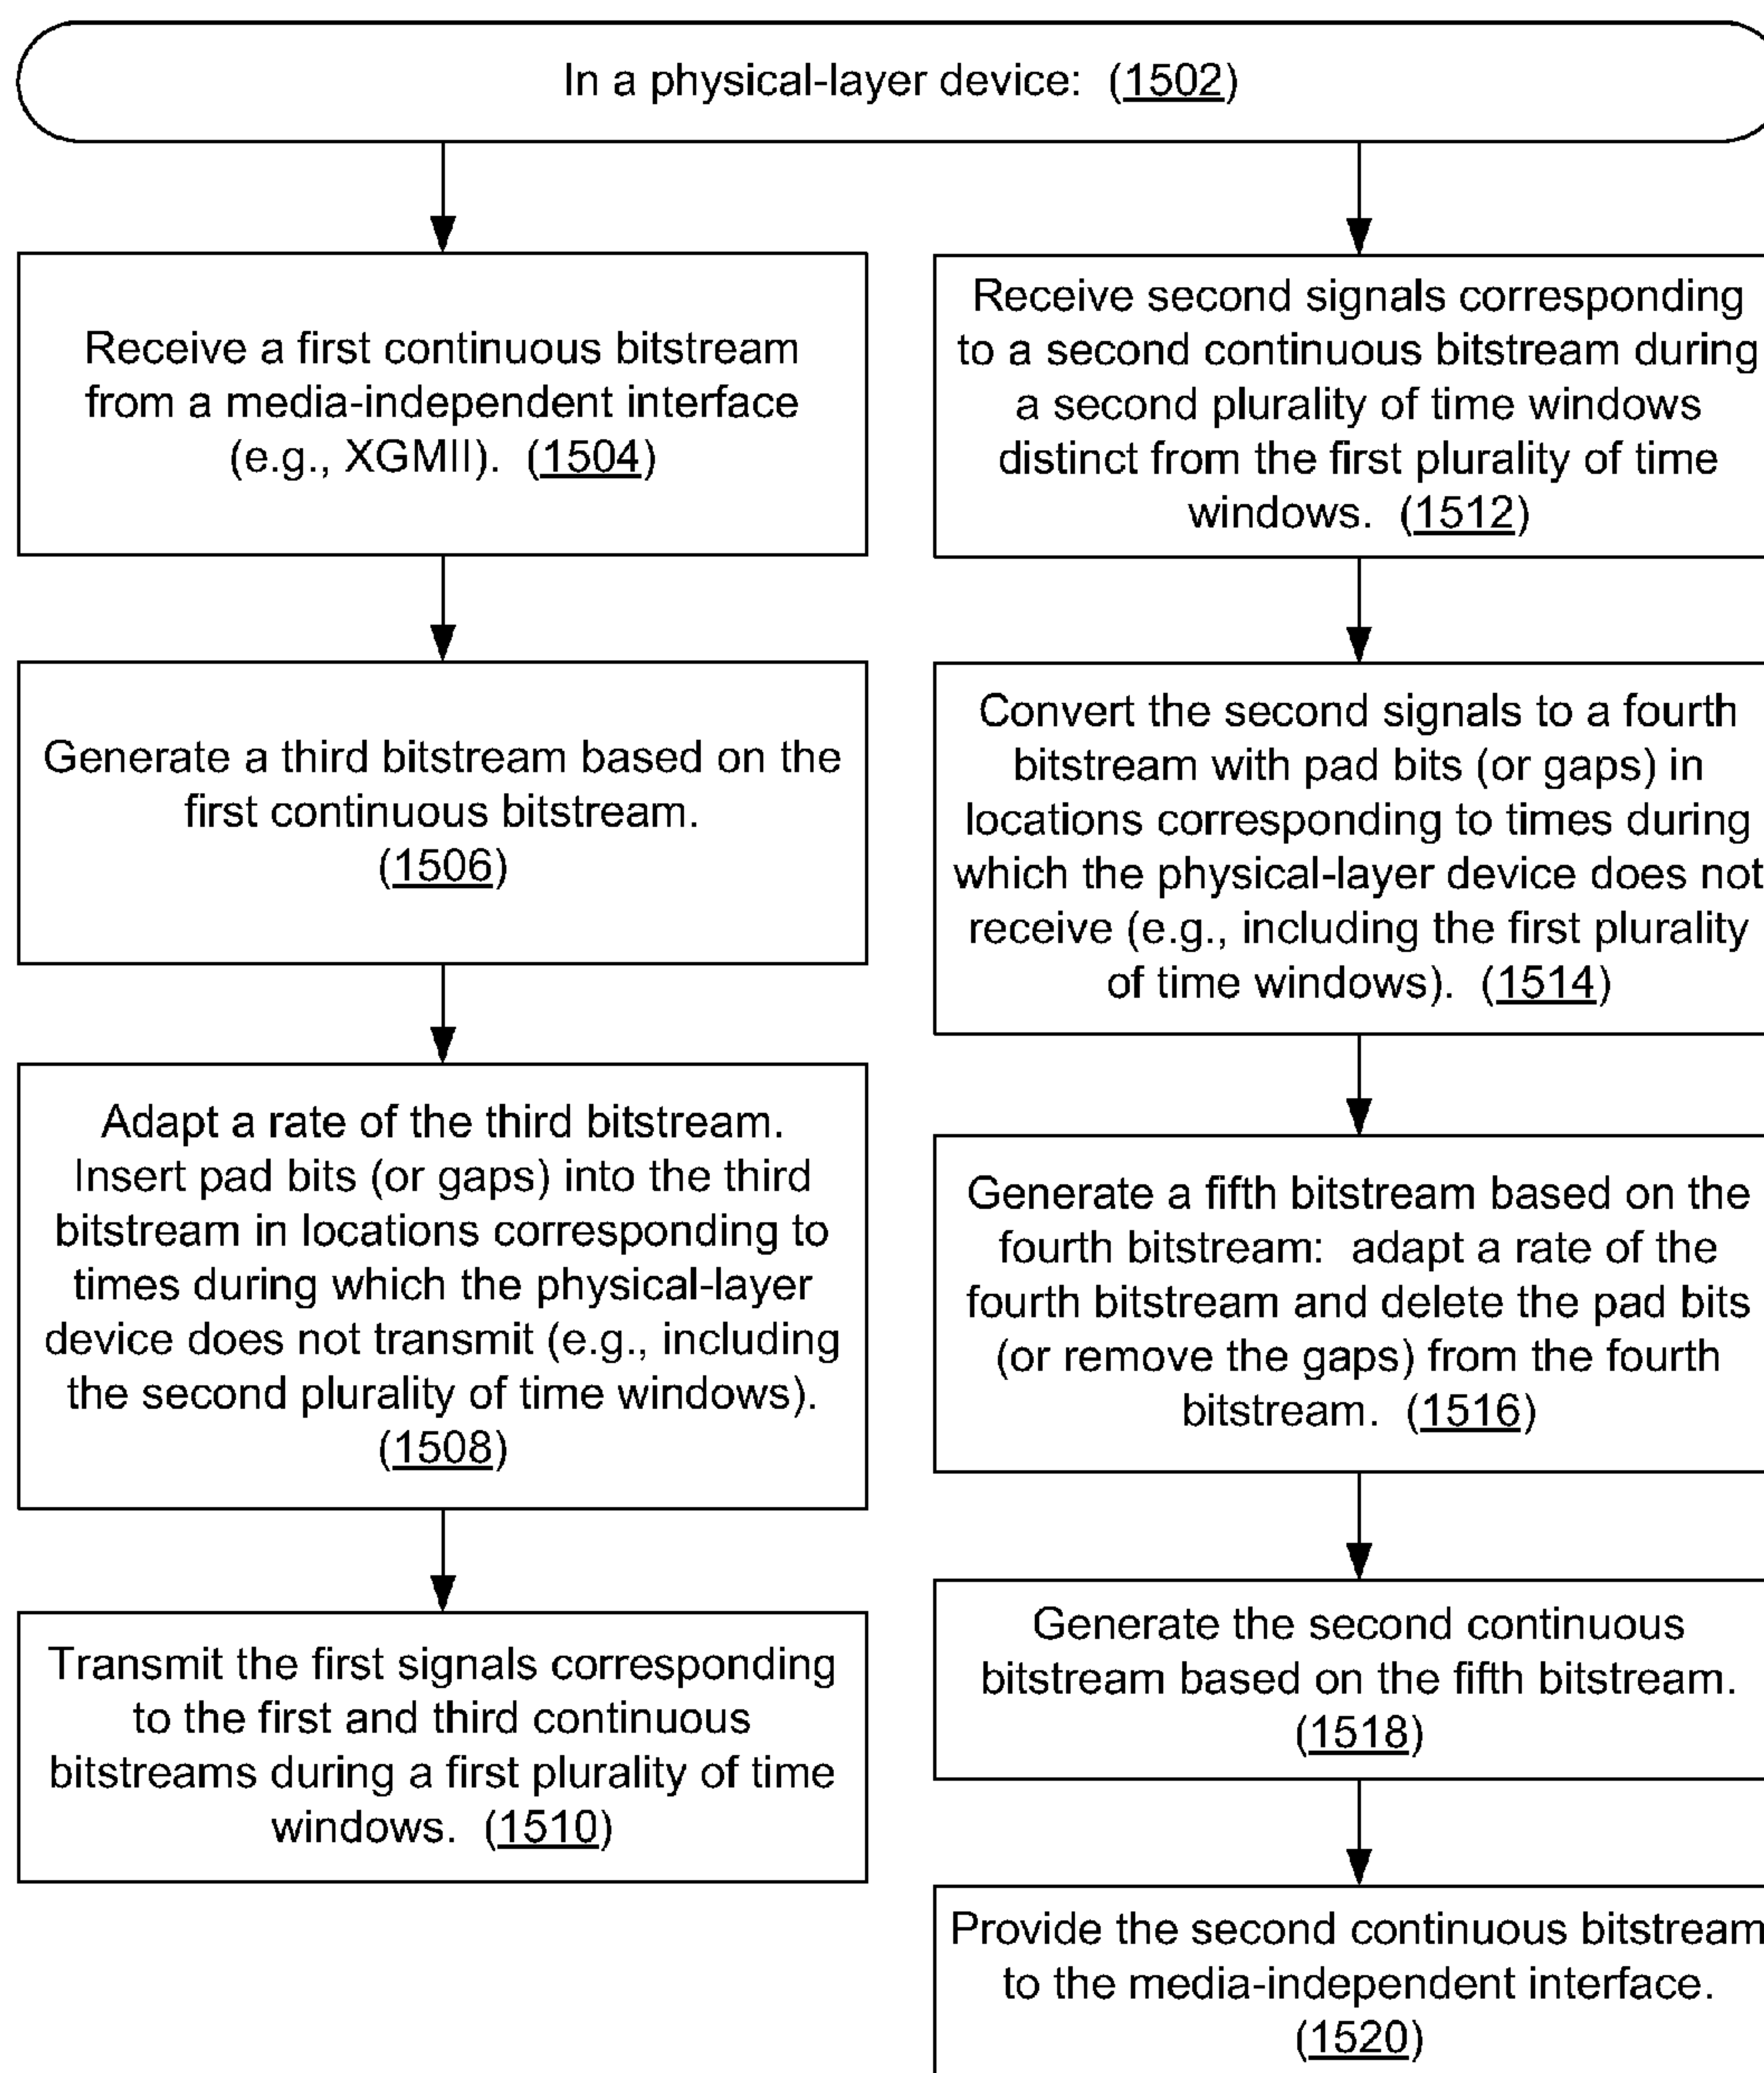 In a physical-layer device: (1502)
Receive a first continuous bitstream
from a media-independent interface
(e.g., XGMII). (1504)
Generate a third bitstream based on the
first continuous bitstream.
(1506)
Adapt a rate of the third bitstream.
Insert pad bits (or gaps) into the third
bitstream in locations corresponding to
times during which the physical-layer
device does not transmit (e.g., including
the second plurality of time windows).
(1508)
Transmit the first signals corresponding
to the first and third continuous
bitstreams during a first plurality of time
windows. (1510)
Receive second signals corresponding
to a second continuous bitstream during
a second plurality of time windows
distinct from the first plurality of time
windows. (1512)
Convert the second signals to a fourth
bitstream with pad bits (or gaps) in
locations corresponding to times during
which the physical-layer device does not
receive (e.g., including the first plurality
of time windows). (1514)
Generate a fifth bitstream based on the
fourth bitstream: adapt a rate of the
fourth bitstream and delete the pad bits
(or remove the gaps) from the fourth
bitstream. (1516)
Generate the second continuous
bitstream based on the fifth bitstream.
(1518)
Provide the second continuous bitstream
to the media-independent interface.
(1520)